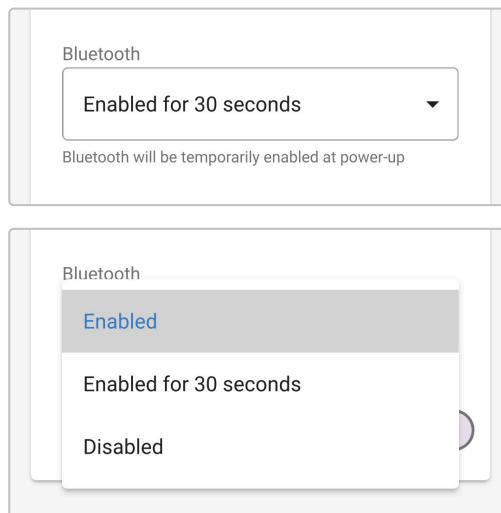 Bluetooth
Enabled for 30 seconds
Bluetooth will be temporarily enabled at power-up
Bluetooth
Enabled
Enabled for 30 seconds
Disabled